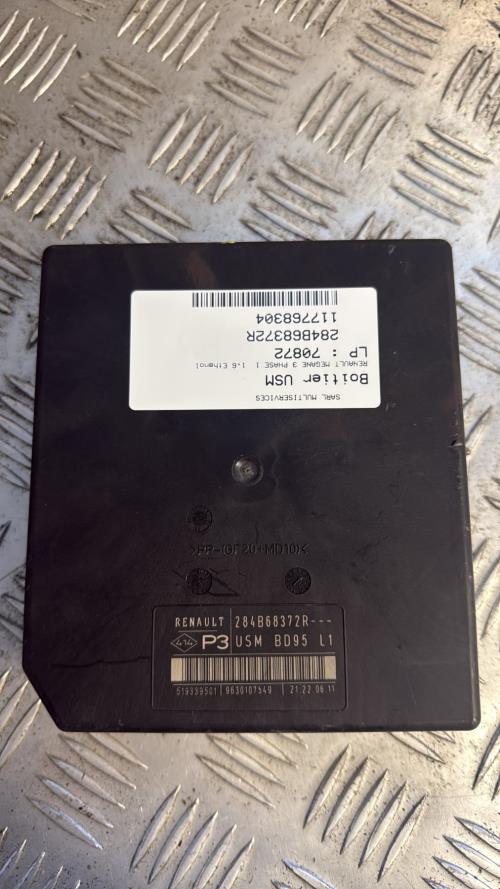 SARL MULTISERVICES
Boitier USM
RENAULT MEGANE 3 PHASE 1 1.6 Ethanol
LP : 70872
284B68372R
117768304
>PP-(GF20+MD10)<
RENAULT 284B68372R---
P3 USM BD95 L1
519339501 9630107549 21.22.06.11